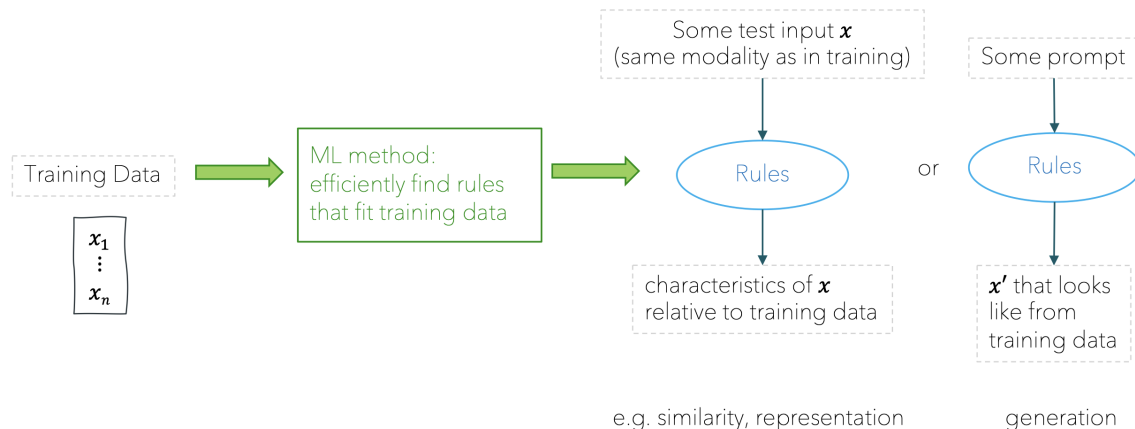 Training Data
x₁
⋮
xₙ
ML method:
efficiently find rules
that fit training data
Some test input x
(same modality as in training)
Rules
characteristics of x
relative to training data
e.g. similarity, representation
or
Some prompt
Rules
x′ that looks
like from
training data
generation